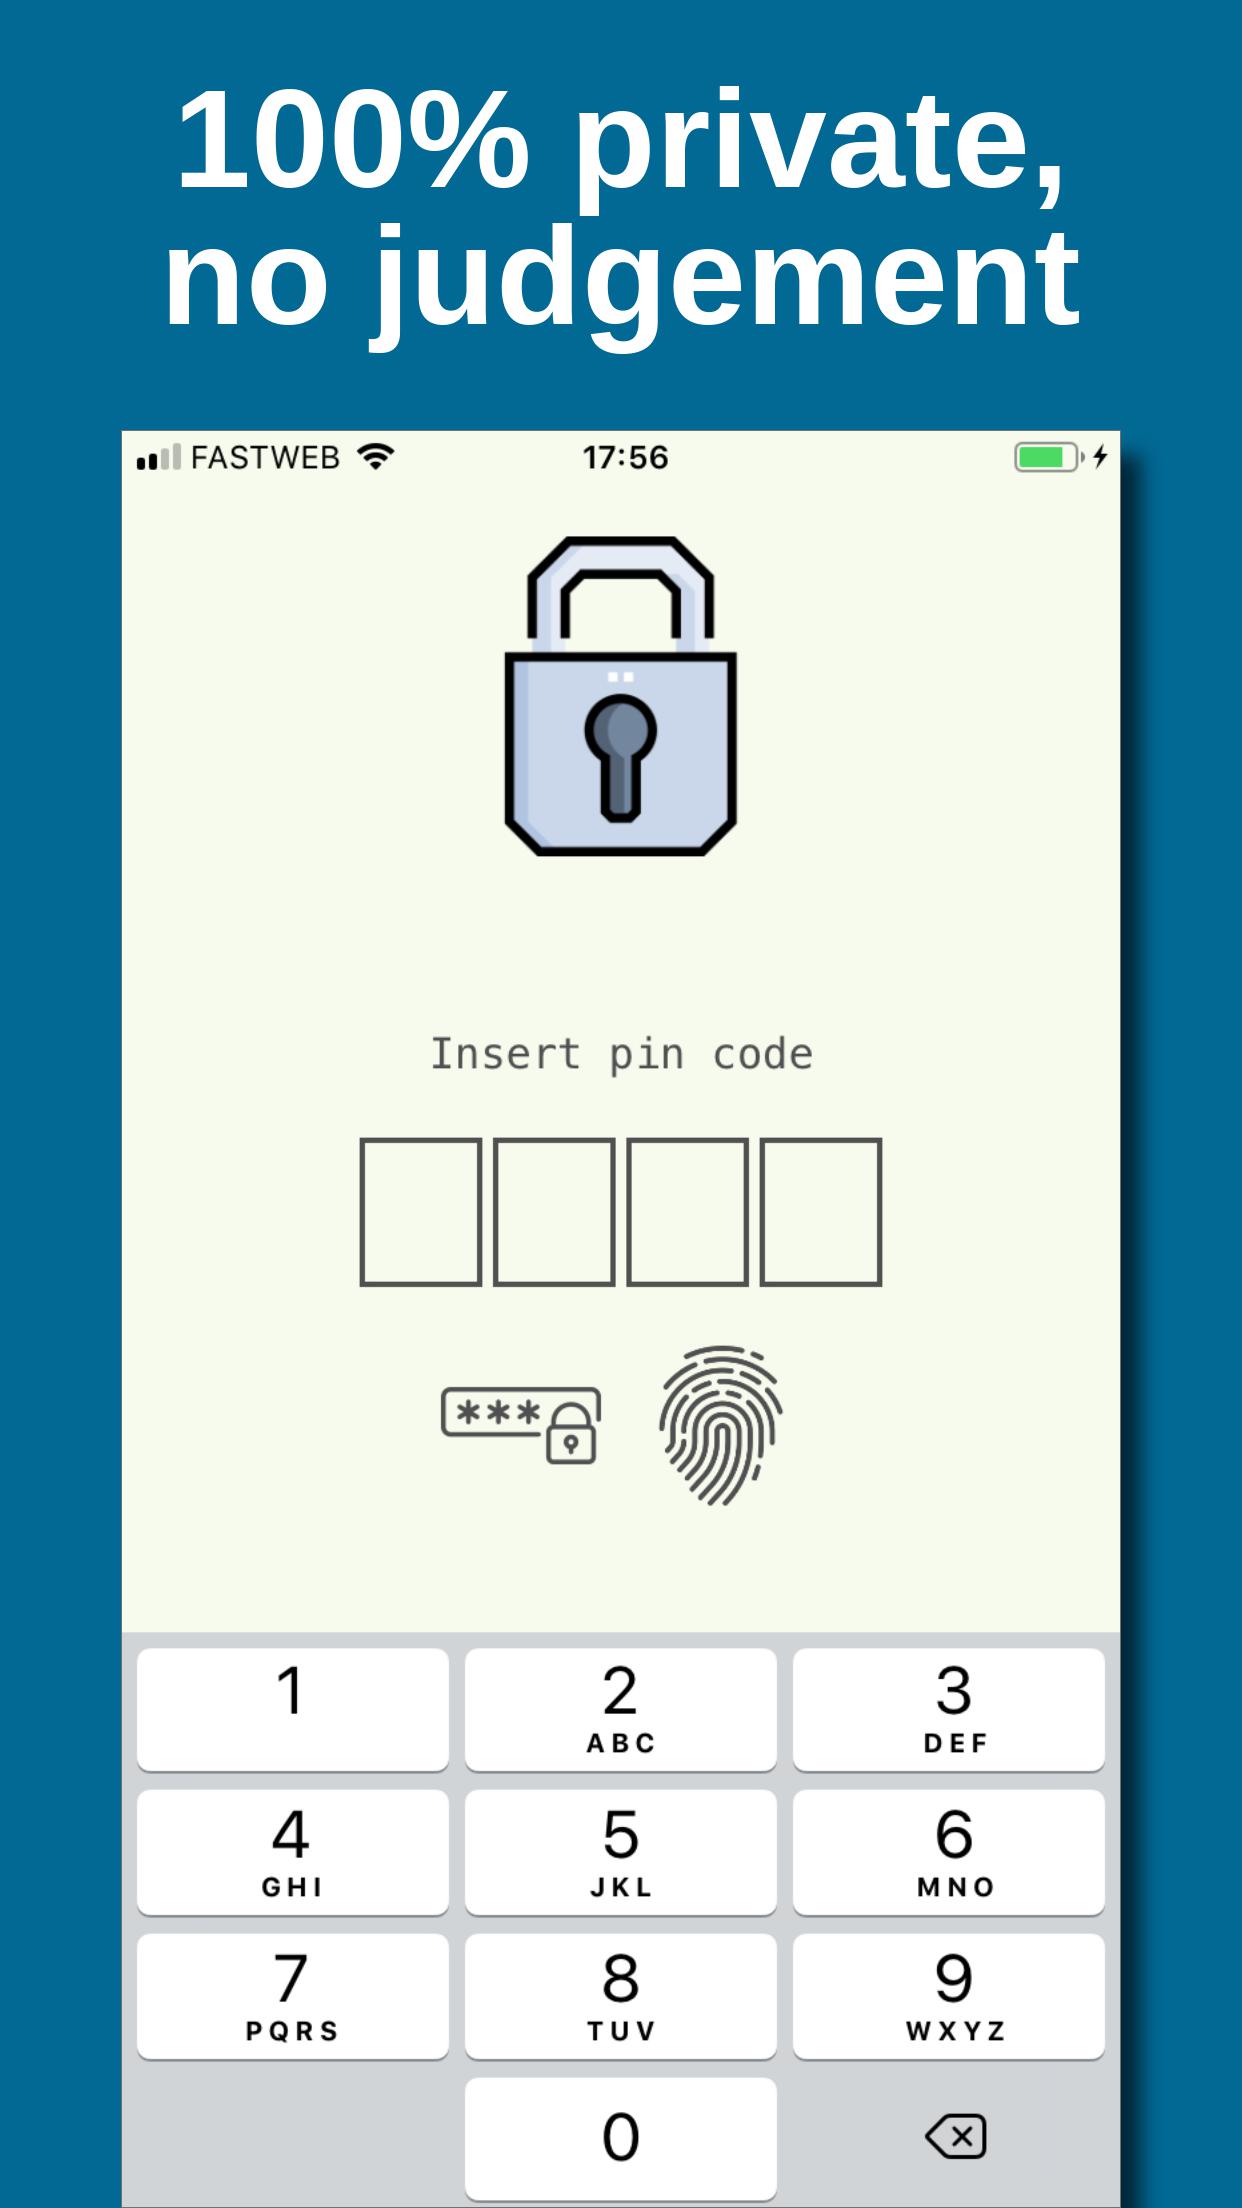 100% private,
no judgement
FASTWEB 17:56
Insert pin code
***
1 2 3
ABC DEF
4 5 6
GHI JKL MNO
7 8 9
PQRS TUV WXYZ
0